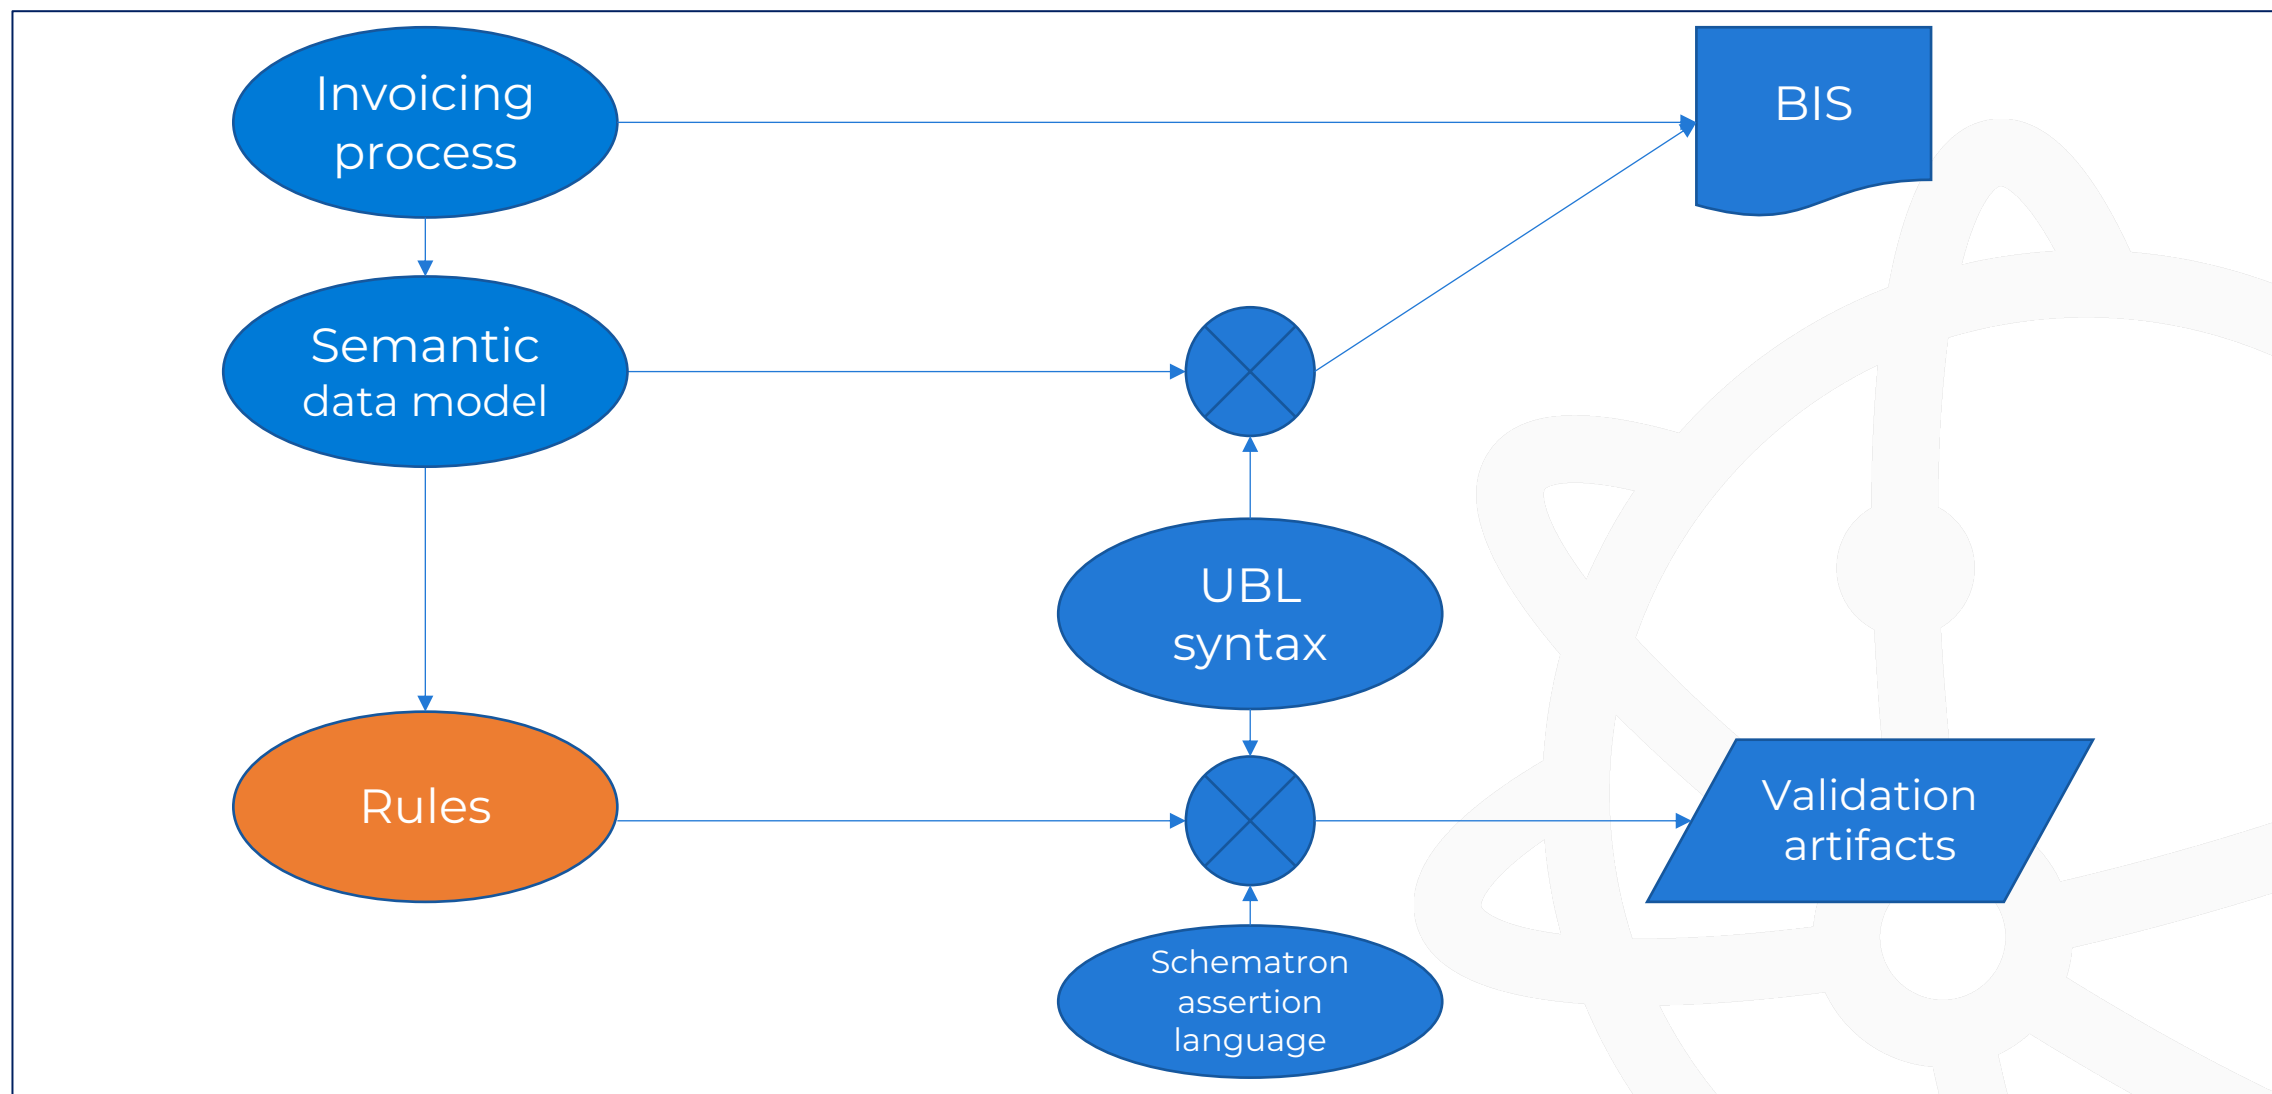 Invoicing
process
BIS
Semantic
data model
UBL
syntax
Rules
Validation
artifacts
Schematron
assertion
language